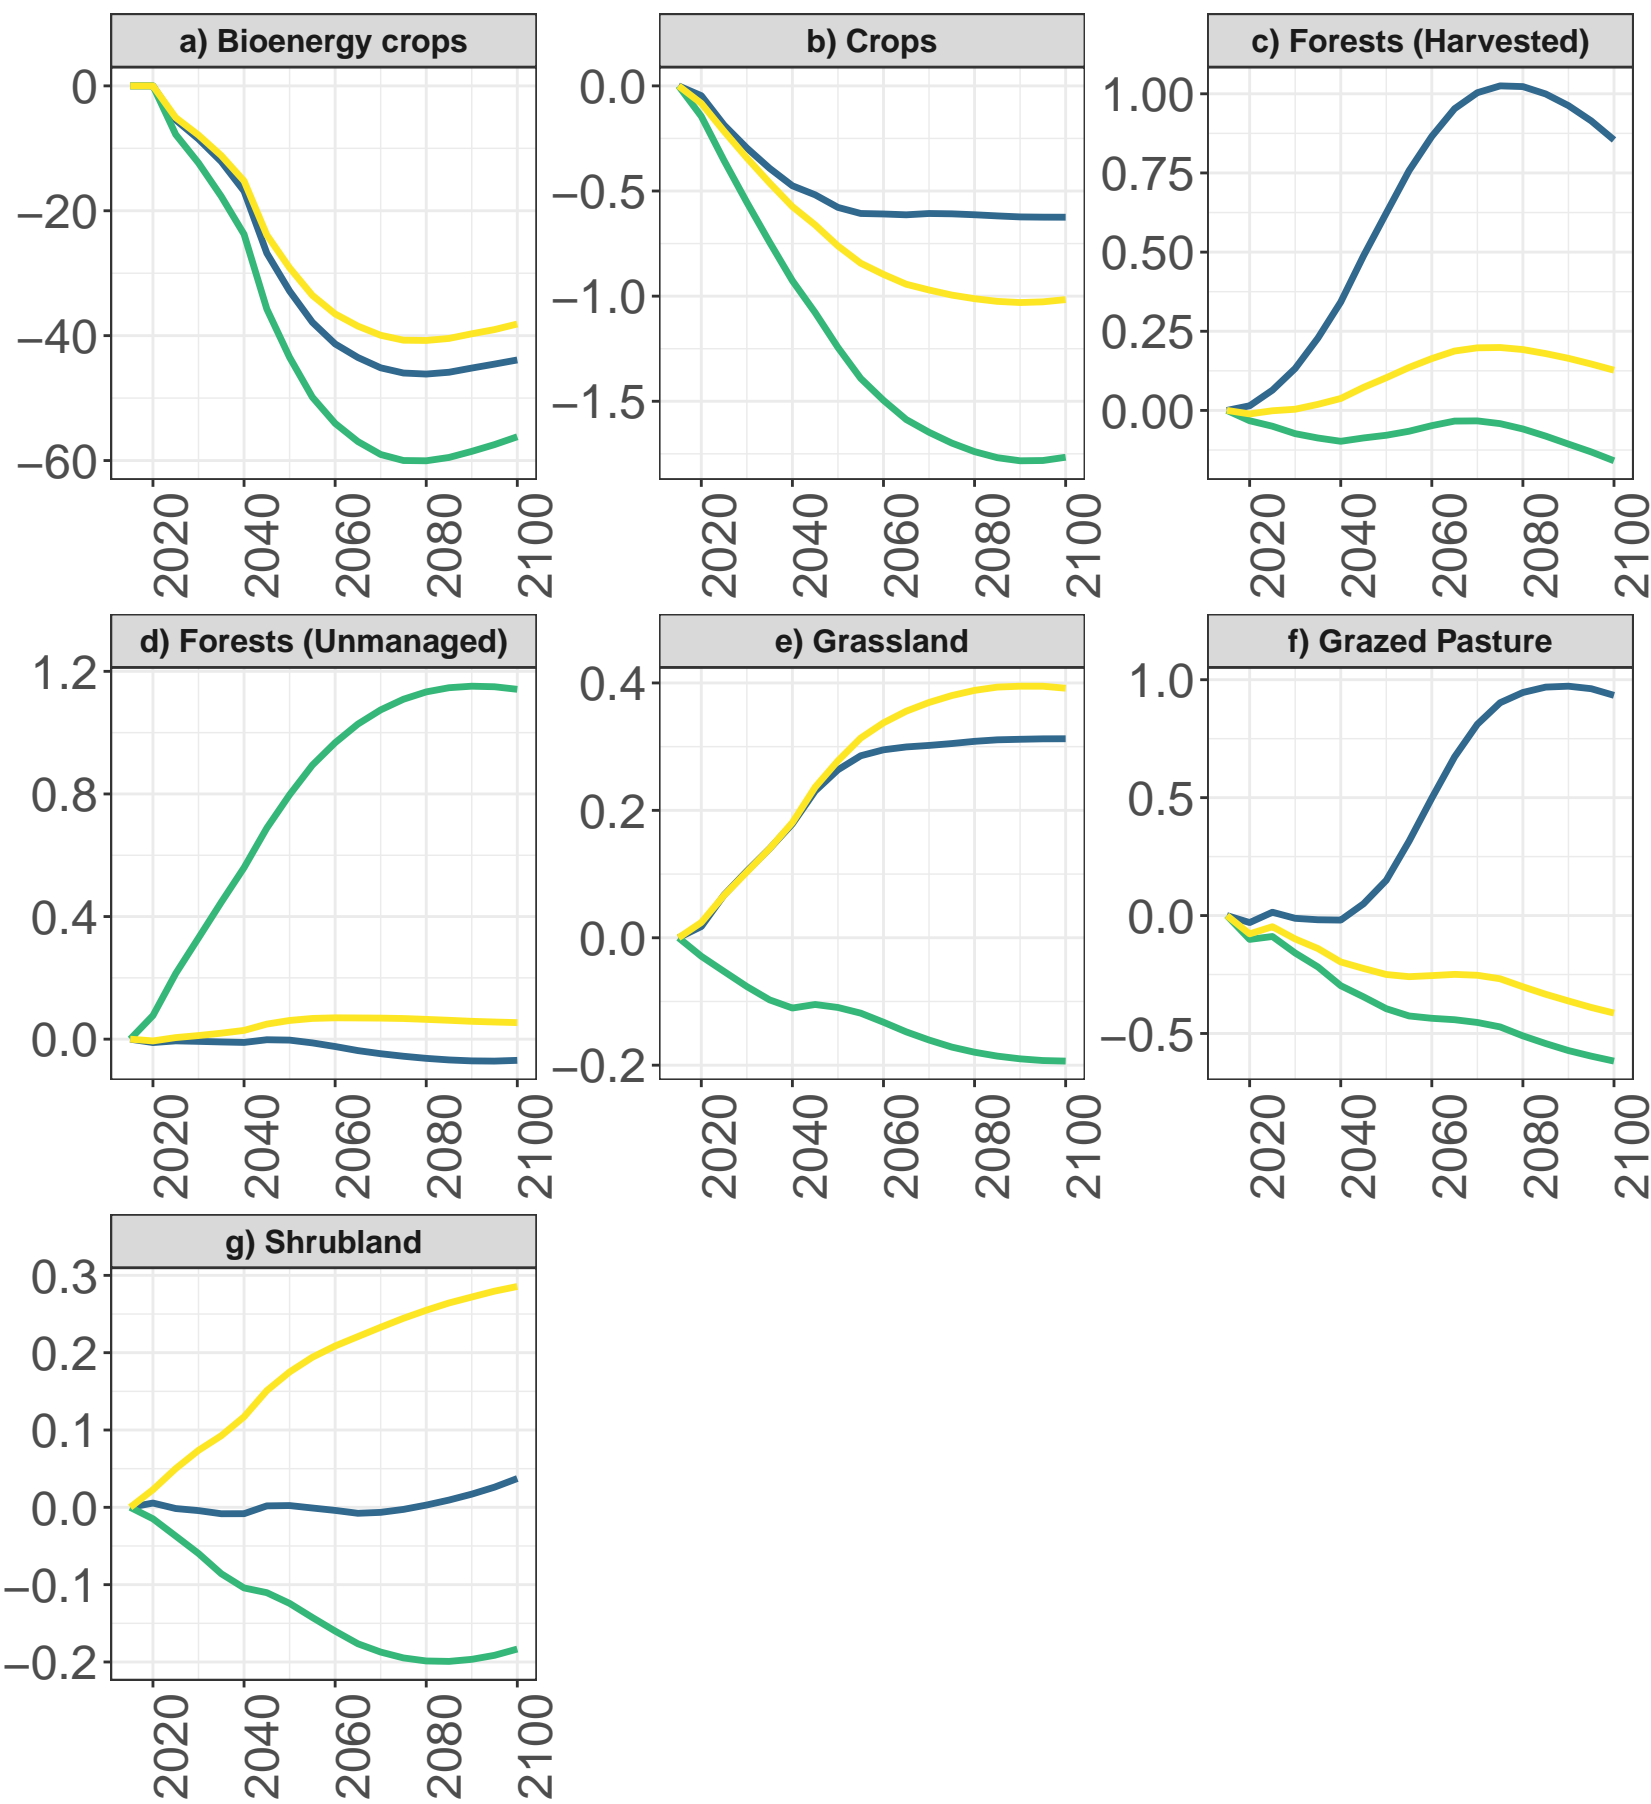 a) Bioenergy crops
0
−20
−40
−60
2020 2040 2060 2080 2100
b) Crops
0.0
−0.5
−1.0
−1.5
2020 2040 2060 2080 2100
c) Forests (Harvested)
1.00
0.75
0.50
0.25
0.00
2020 2040 2060 2080 2100
d) Forests (Unmanaged)
1.2
0.8
0.4
0.0
2020 2040 2060 2080 2100
e) Grassland
0.4
0.2
0.0
−0.2
2020 2040 2060 2080 2100
f) Grazed Pasture
1.0
0.5
0.0
−0.5
2020 2040 2060 2080 2100
g) Shrubland
0.3
0.2
0.1
0.0
−0.1
−0.2
2020 2040 2060 2080 2100